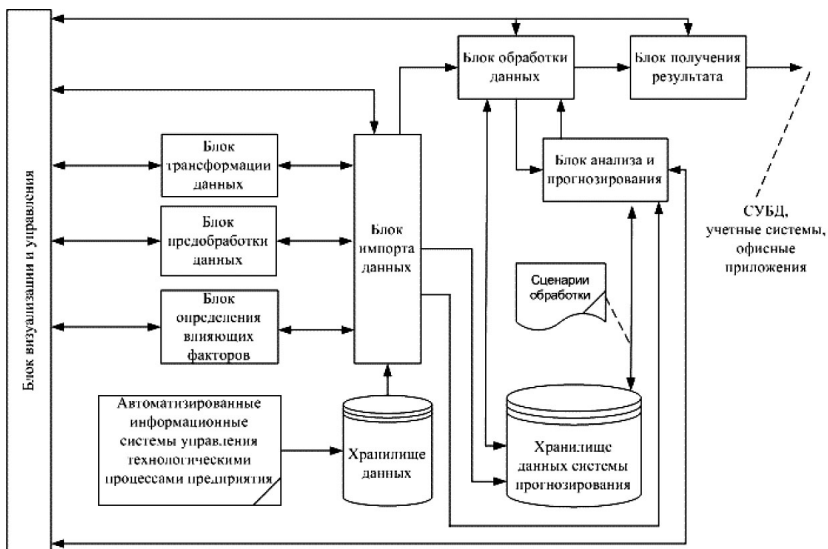 Блок визуализации и управления
Блок обработки
данных
Блок получения
результата
Блок
трансформации
данных
Блок
предобработки
данных
Блок
определения
влияющих
факторов
Блок
импорта
данных
Блок анализа и
прогнозирования
СУБД,
учетные системы,
офисные
приложения
Сценарии
обработки
Автоматизированные
информационные
системы управления
технологическими
процессами предприятия
Хранилище
данных
Хранилище
данных системы
прогнозирования